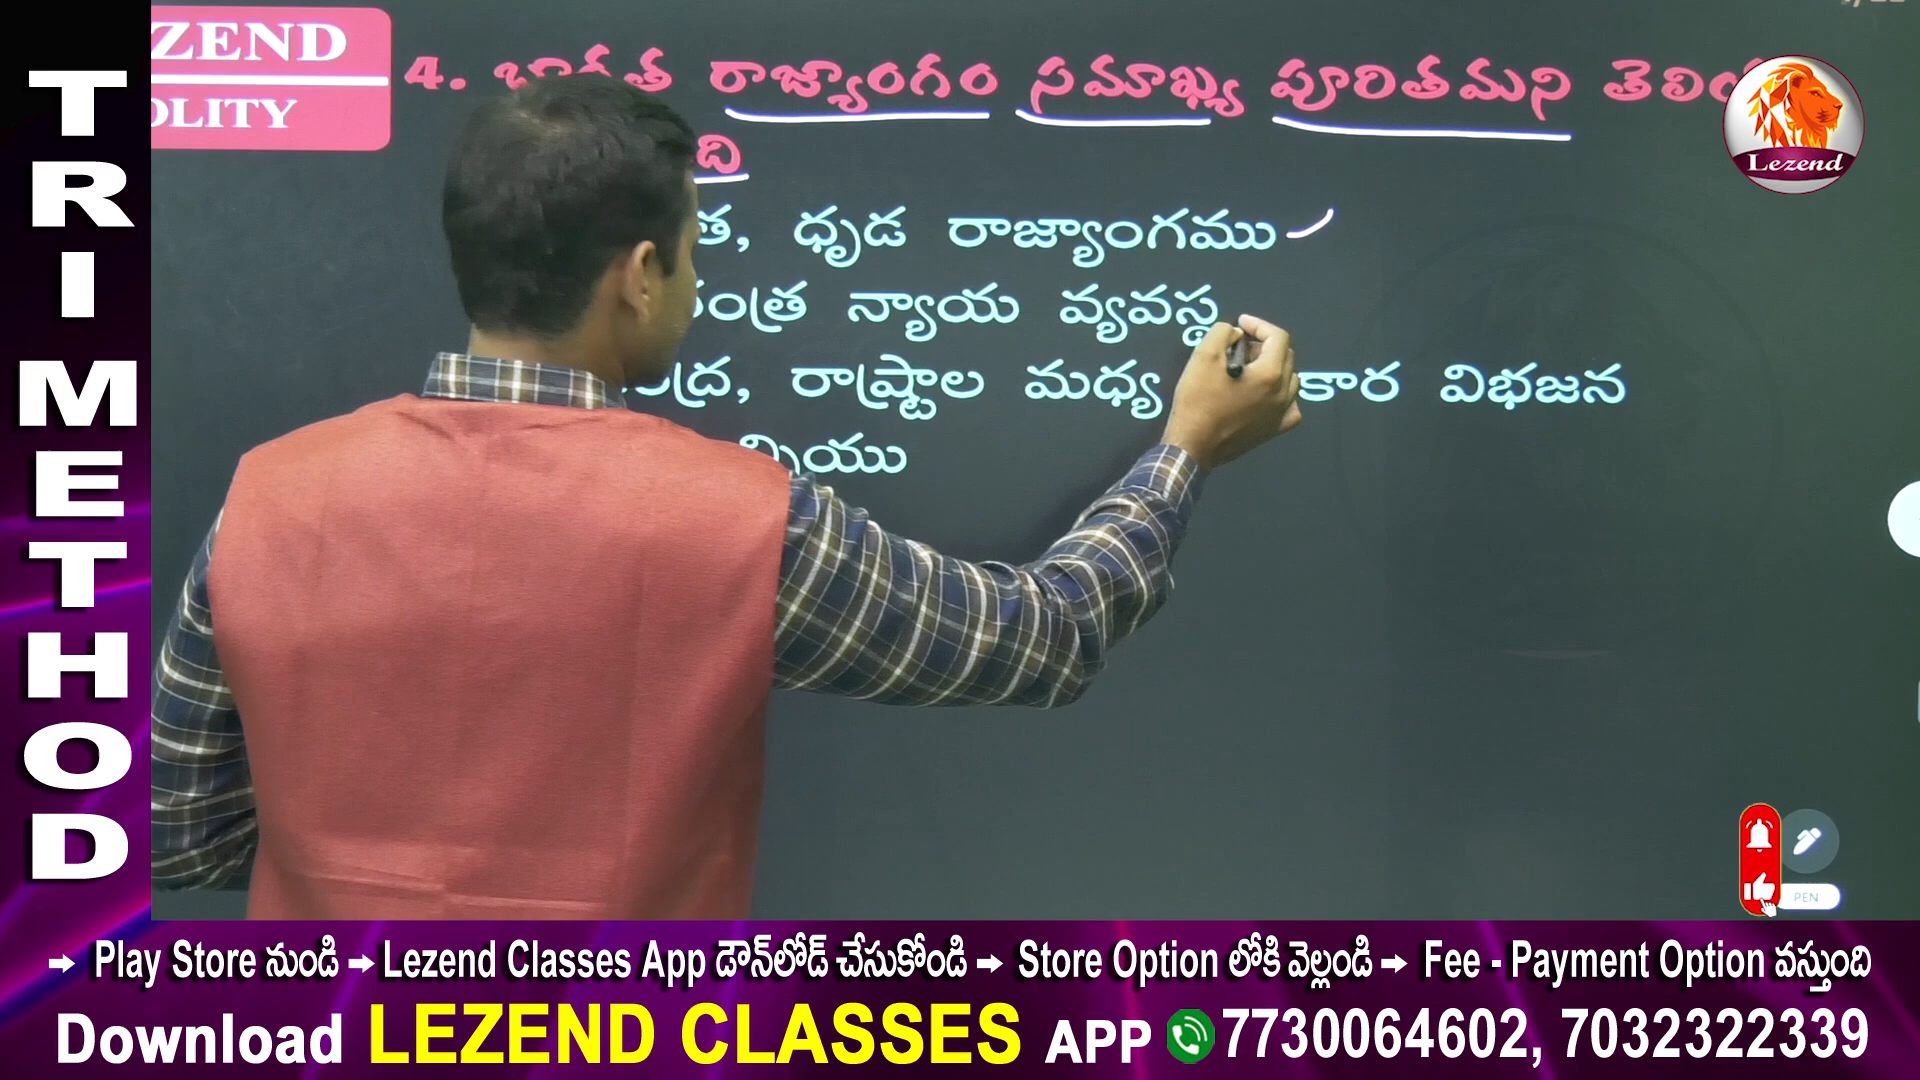 ZEND
OLITY
4. భారత రాజ్యాంగం సమాఖ్య పూరితమని
ది
త, ధృడ రాజ్యాంగము
తంత్ర న్యాయ వ్యవస్థ
ంద్ర, రాష్ట్రాల మధ్య కార విభజన
న్నియు
Lezend
TRI METHOD
PEN
→ Play Store నుండి → Lezend Classes App డౌన్‌లోడ్ చేసుకోండి → Store Option లోకి వెల్లండి → Fee - Payment Option వస్తుంది
Download LEZEND CLASSES APP 7730064602, 7032322339